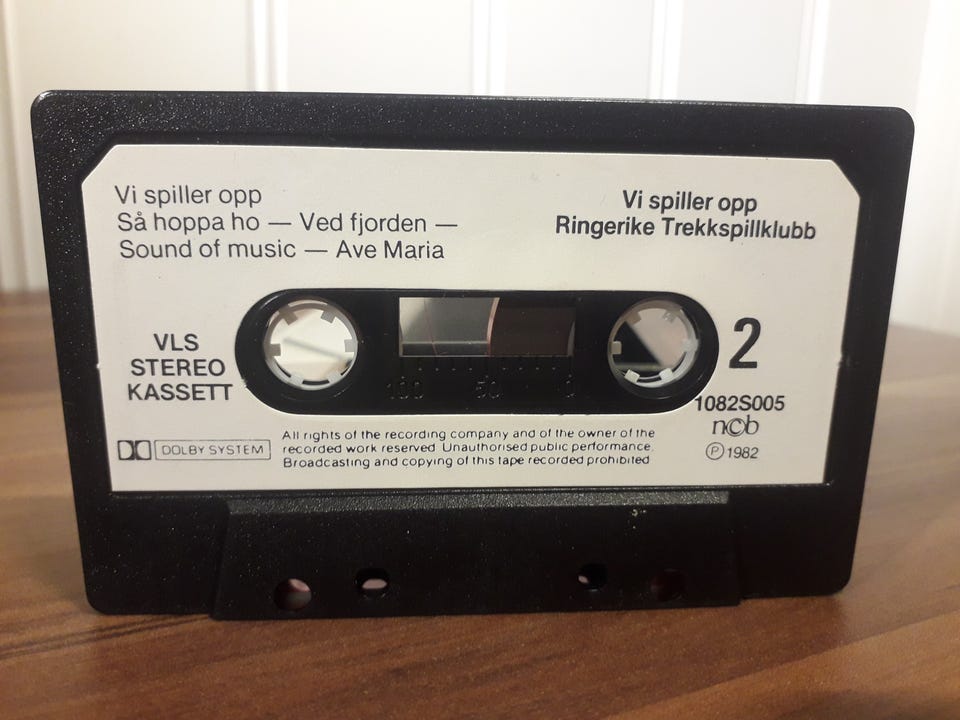 Vi spiller opp
Så hoppa ho — Ved fjorden —
Sound of music — Ave Maria
Vi spiller opp
Ringerike Trekkspillklubb
VLS
STEREO
KASSETT
100 50 0
2
1082S005
ncb
Ⓟ 1982
DOLBY SYSTEM
All rights of the recording company and of the owner of the
recorded work reserved Unauthorised public performance,
Broadcasting and copying of this tape recorded prohibited